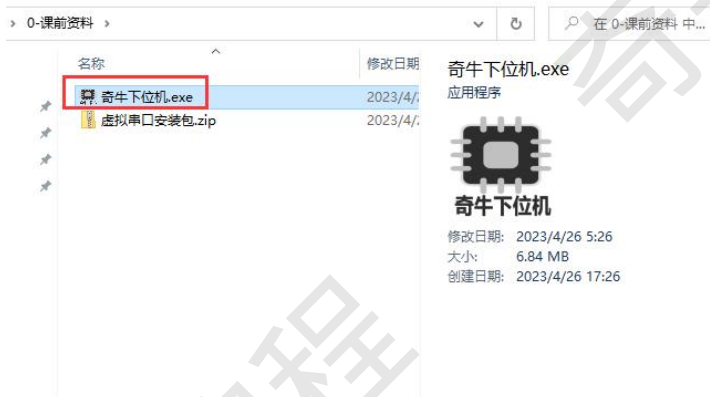 0-课前资料
在 0-课前资料 中...
名称
修改日期
奇牛下位机.exe
2023/4/
虚拟串口安装包.zip
2023/4/
奇牛下位机.exe
应用程序
奇牛下位机
修改日期: 2023/4/26 5:26
大小: 6.84 MB
创建日期: 2023/4/26 17:26
程